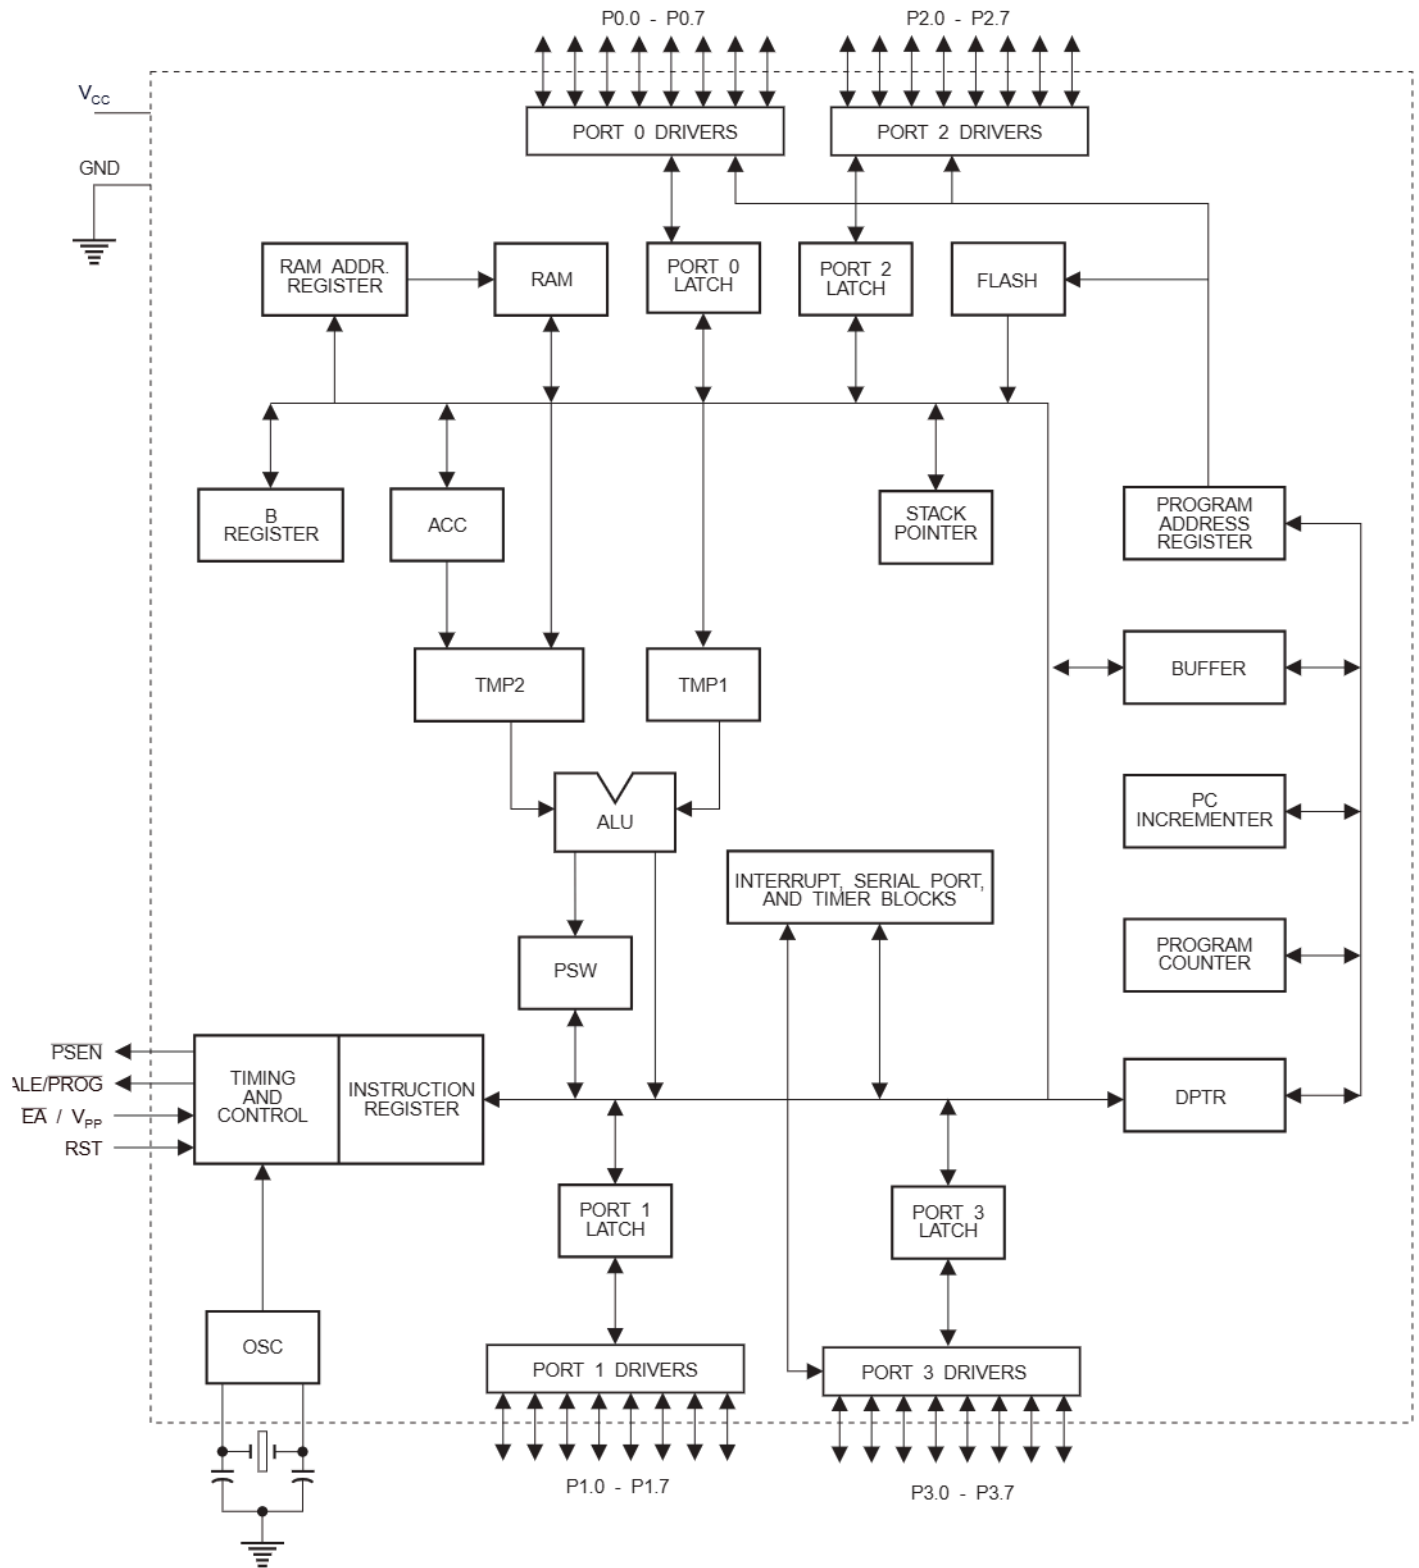 P0.0 - P0.7
P2.0 - P2.7
VCC
PORT 0 DRIVERS
PORT 2 DRIVERS
GND
RAM ADDR.
REGISTER
RAM
PORT 0
LATCH
PORT 2
LATCH
FLASH
B
REGISTER
ACC
STACK
POINTER
PROGRAM
ADDRESS
REGISTER
TMP2
TMP1
BUFFER
ALU
PC
INCREMENTER
INTERRUPT, SERIAL PORT,
AND TIMER BLOCKS
PSW
PROGRAM
COUNTER
PSEN
ALE/PROG
EA / VPP
RST
TIMING
AND
CONTROL
INSTRUCTION
REGISTER
DPTR
PORT 1
LATCH
PORT 3
LATCH
OSC
PORT 1 DRIVERS
PORT 3 DRIVERS
P1.0 - P1.7
P3.0 - P3.7